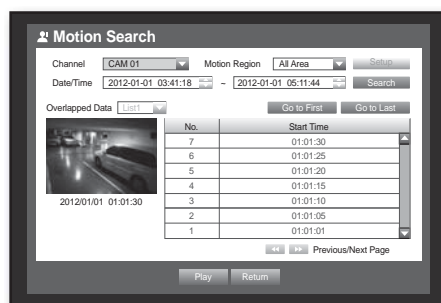 Motion Search
Channel CAM 01 Motion Region All Area Setup
Date/Time 2012-01-01 03:41:18 ~ 2012-01-01 05:11:44 Search
Overlapped Data List1 Go to First Go to Last
No. Start Time
7 01:01:30
6 01:01:25
5 01:01:20
4 01:01:15
3 01:01:10
2 01:01:05
1 01:01:01
2012/01/01 01:01:30
Previous/Next Page
Play Return